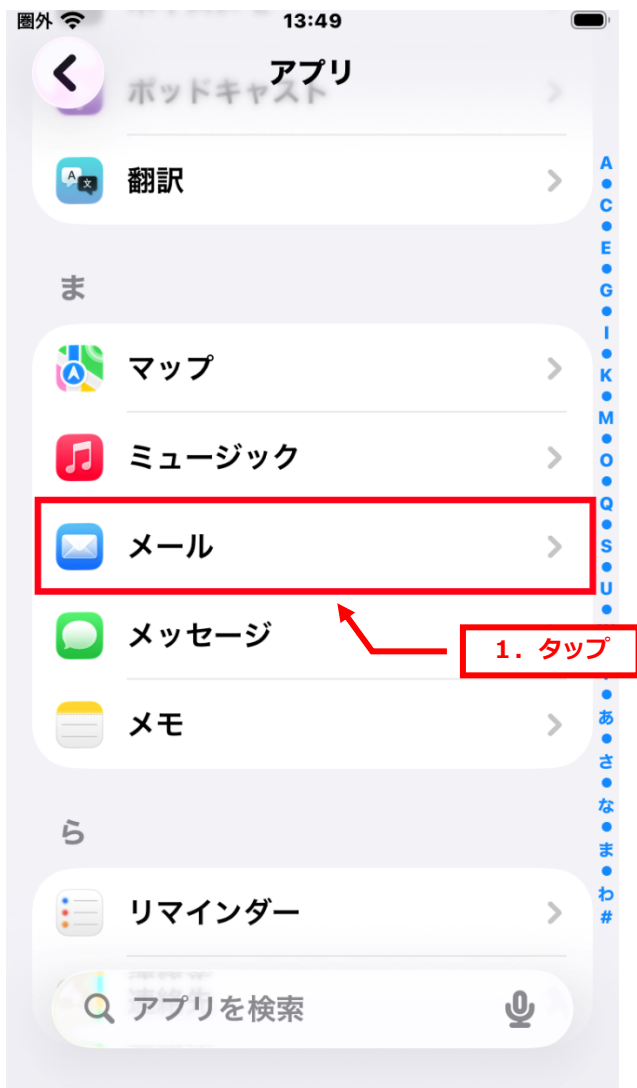 圏外 13:49
アプリ
ポッドキャスト
翻訳
ま
マップ
ミュージック
メール
メッセージ
1．タップ
メモ
ら
リマインダー
アプリを検索
A
C
E
G
I
K
M
O
Q
S
U
あ
さ
な
ま
わ
#